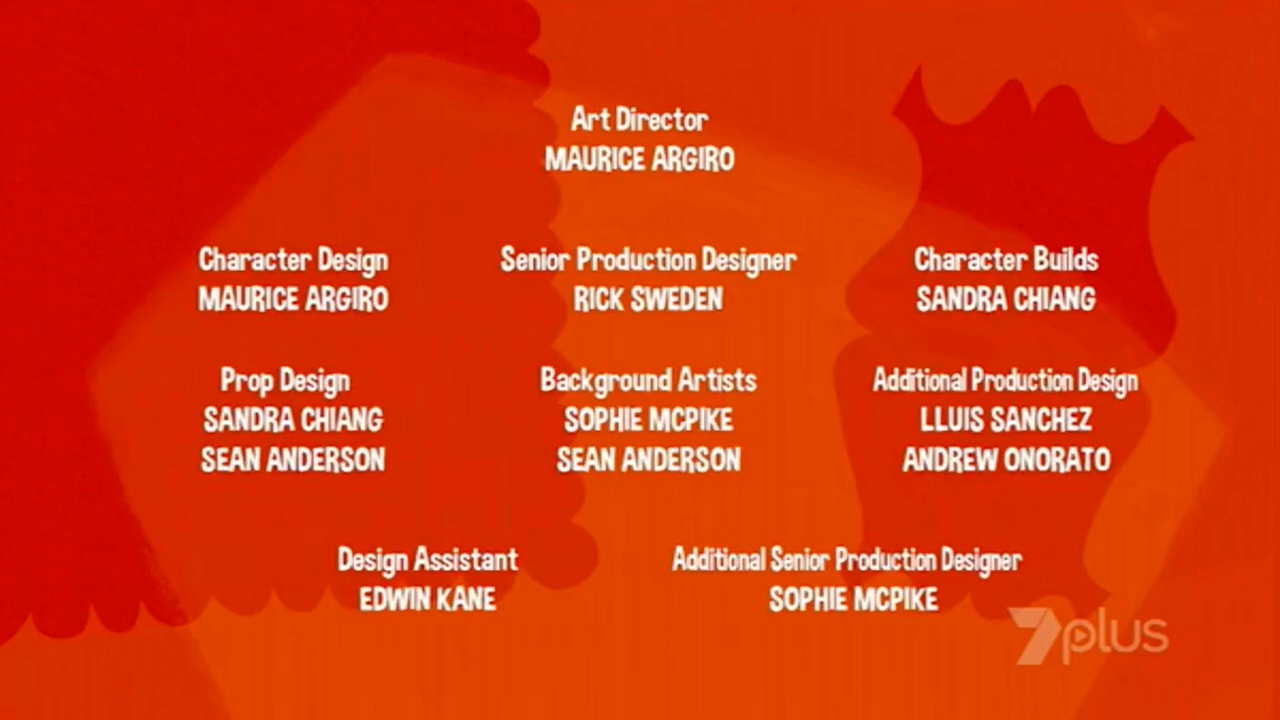 Art Director
MAURICE ARGIRO
Character Design
MAURICE ARGIRO
Senior Production Designer
RICK SWEDEN
Character Builds
SANDRA CHIANG
Prop Design
SANDRA CHIANG
SEAN ANDERSON
Background Artists
SOPHIE MCPIKE
SEAN ANDERSON
Additional Production Design
LLUIS SANCHEZ
ANDREW ONORATO
Design Assistant
EDWIN KANE
Additional Senior Production Designer
SOPHIE MCPIKE
7plus